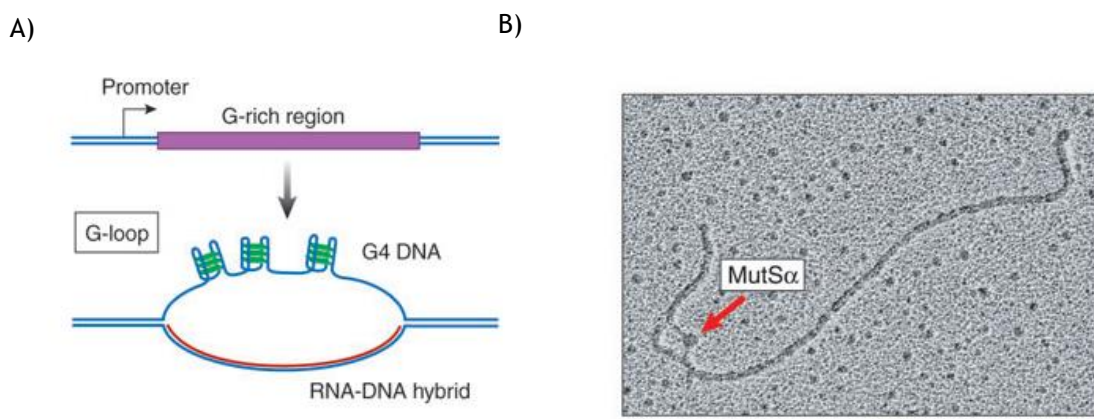 A)
B)
Promoter
G-rich region
G-loop
G4 DNA
RNA-DNA hybrid
MutSα